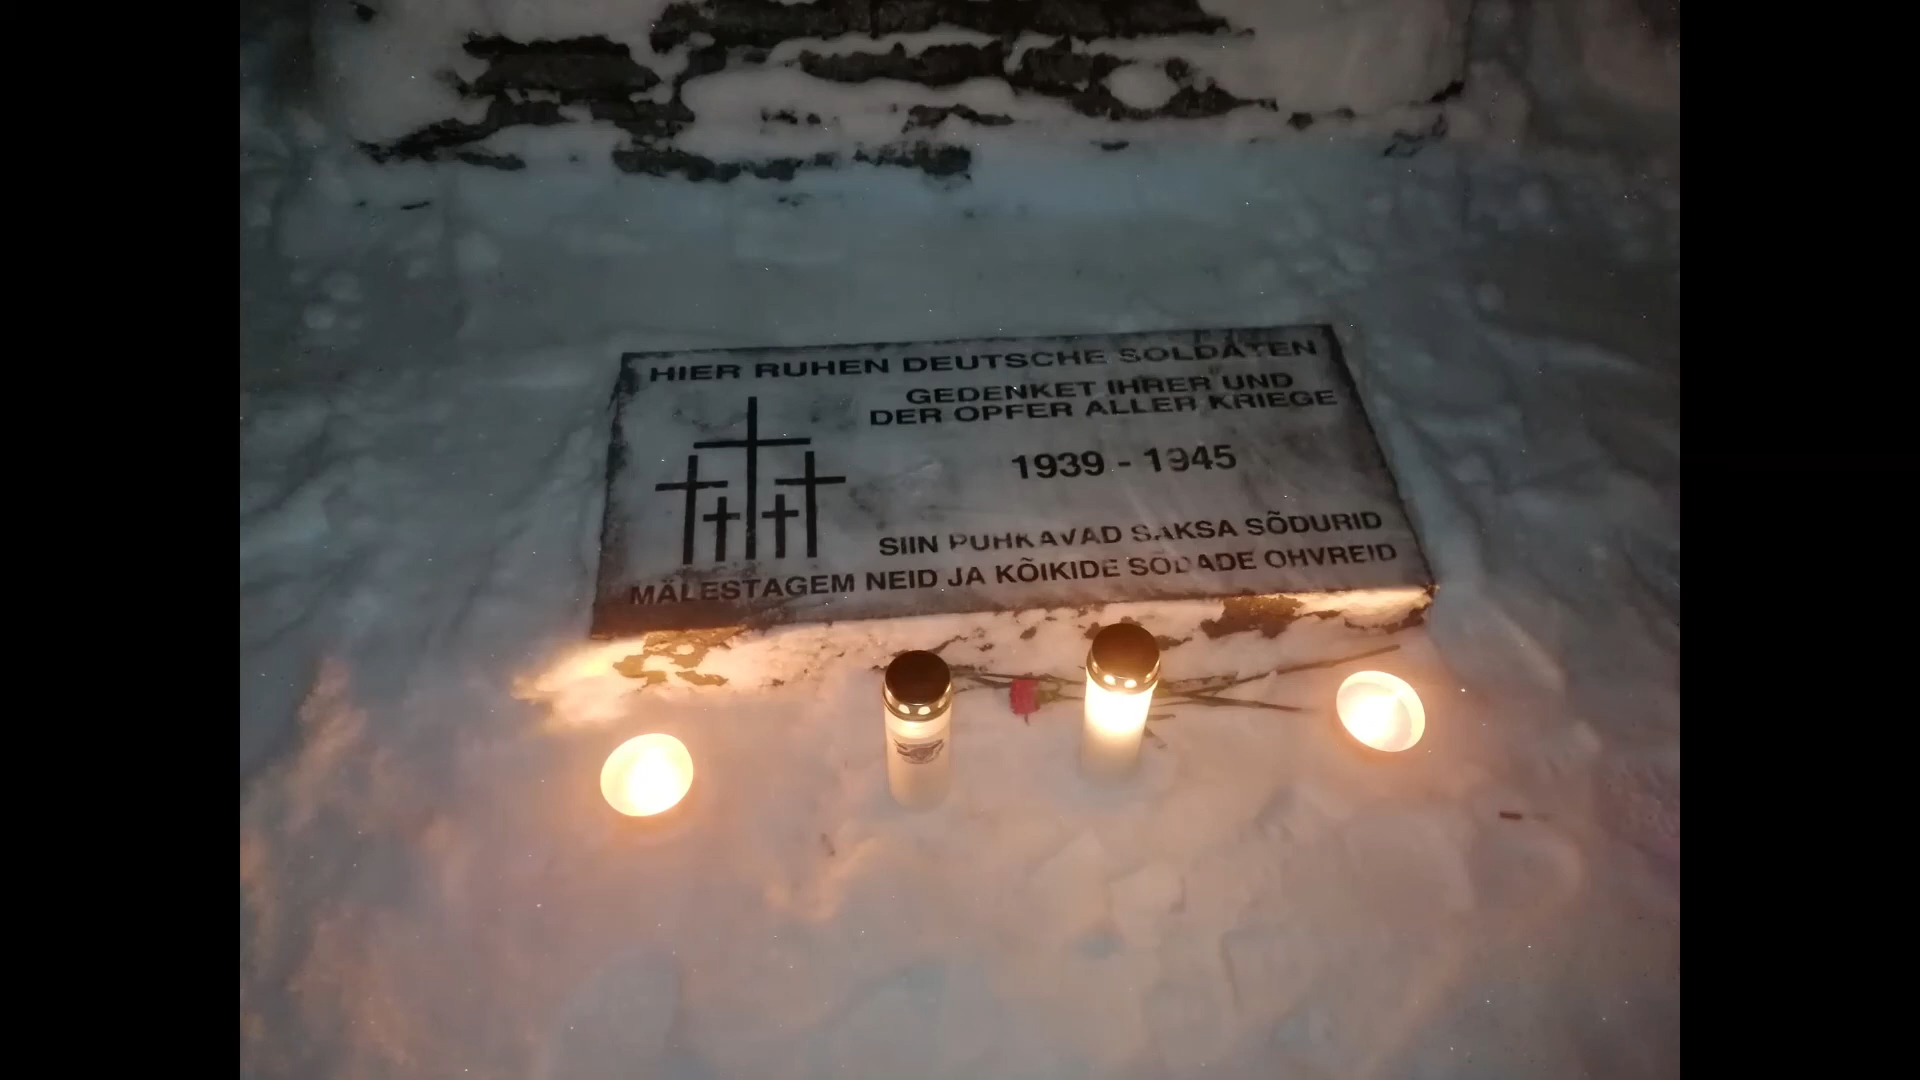 HIER RUHEN DEUTSCHE SOLDATEN
GEDENKET IHRER UND
DER OPFER ALLER KRIEGE
1939 - 1945
SIIN PUHKAVAD SAKSA SÕDURID
MÄLESTAGEM NEID JA KÕIKIDE SÕDADE OHVREID